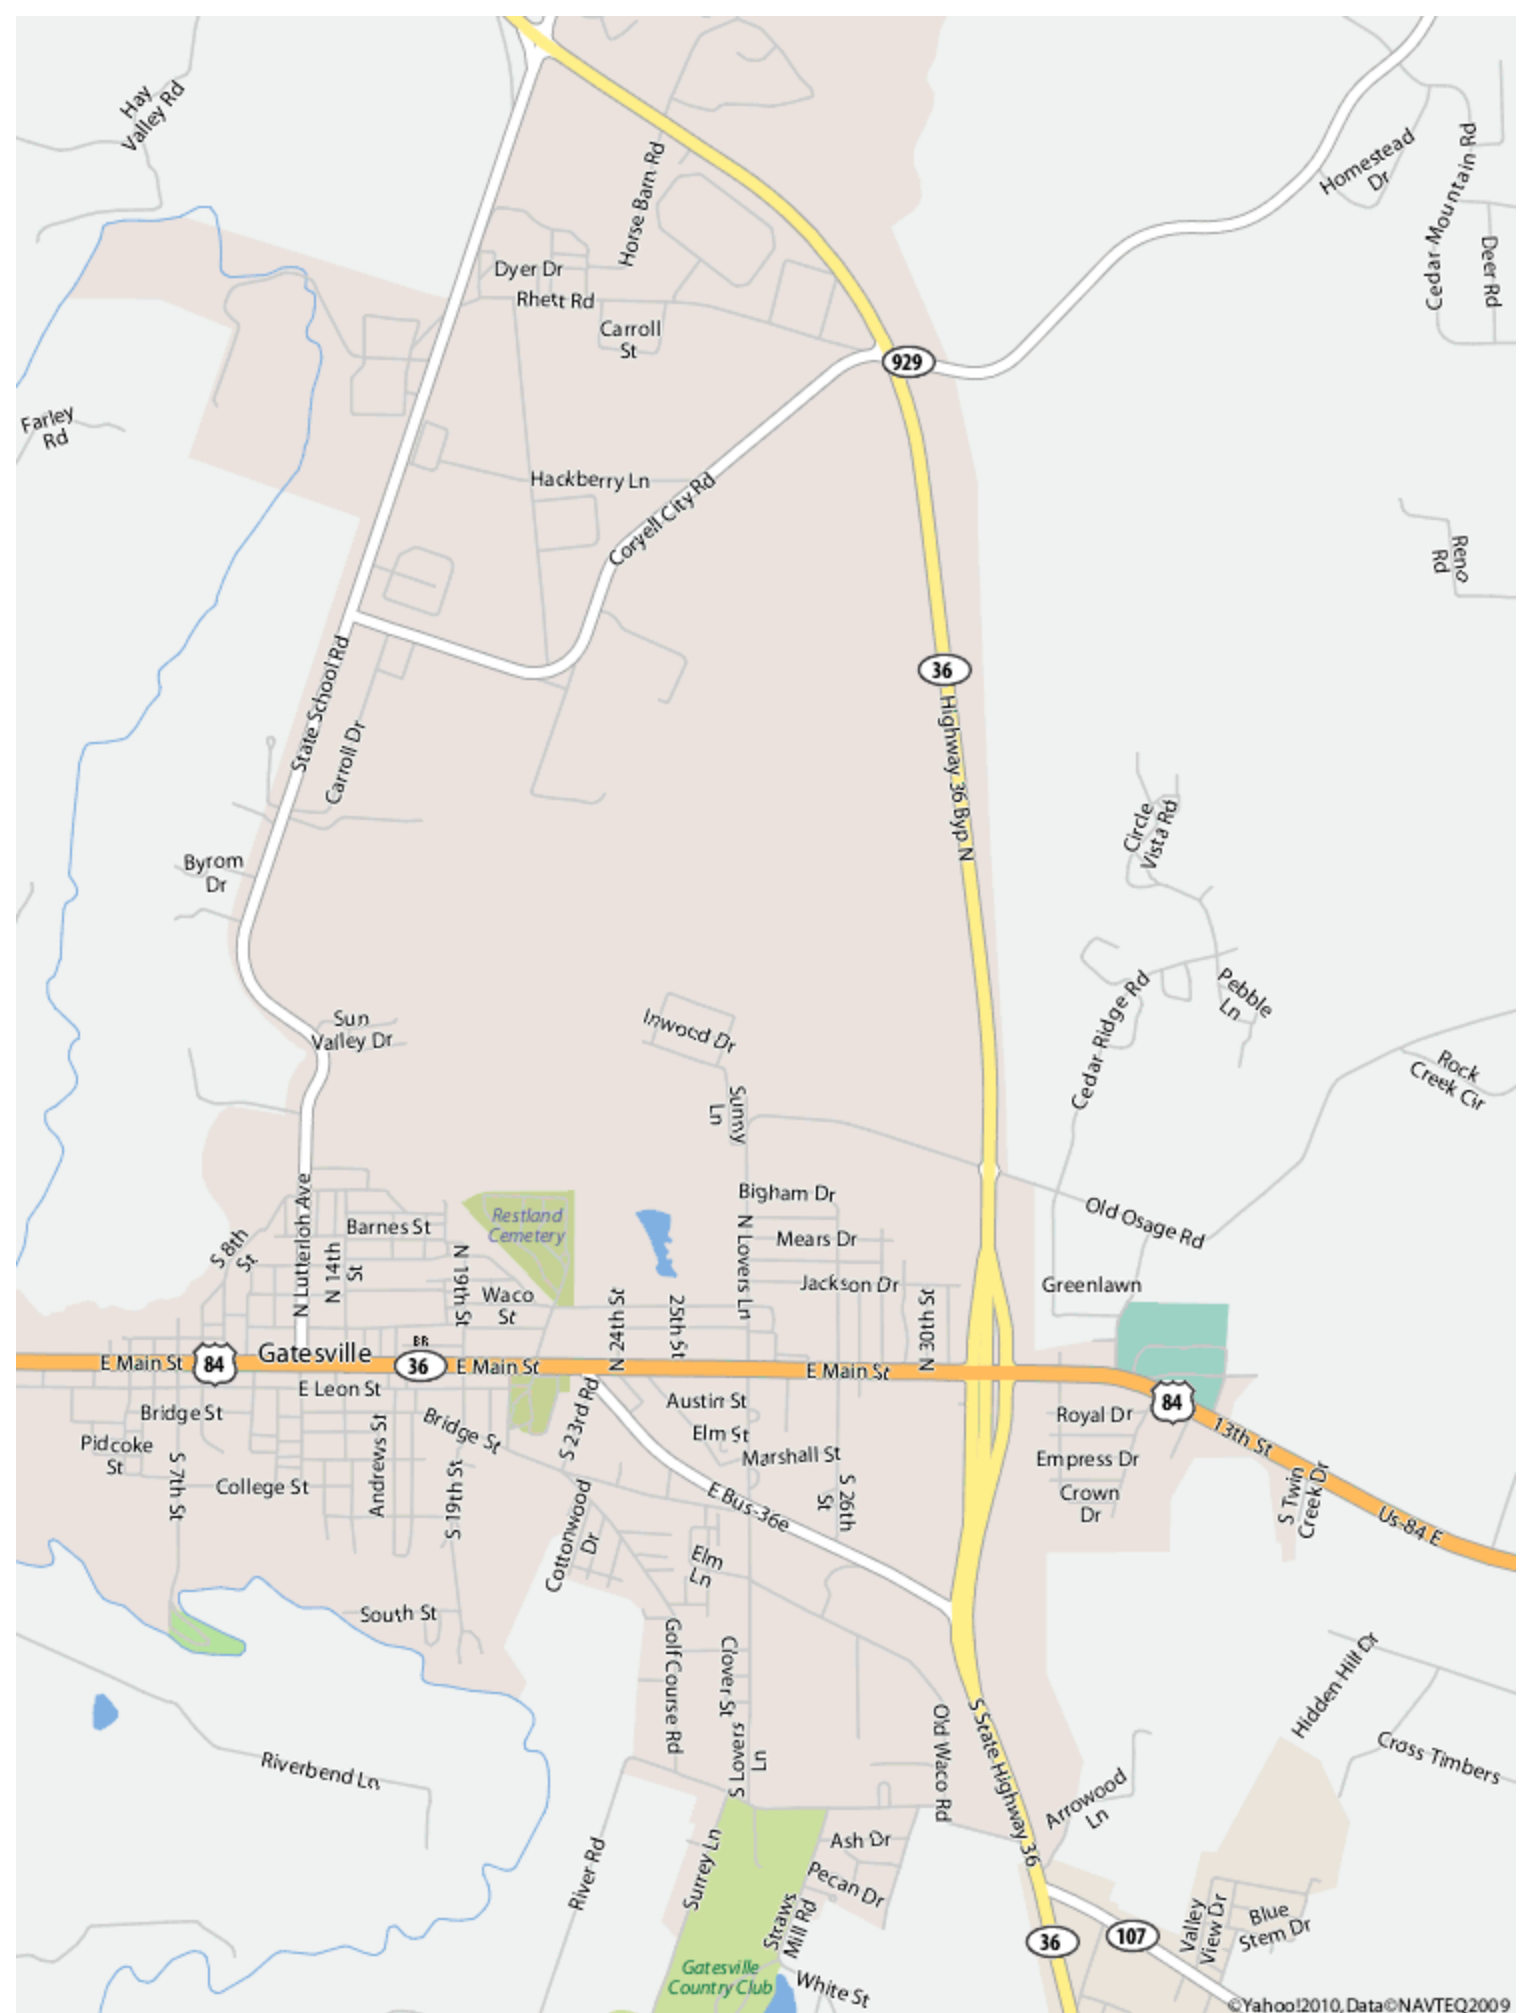 Hay
Valley Rd
Homestead
Dr
Cedar Mountain Rd
Deer Rd
Horse Barn Rd
Dyer Dr
Rhett Rd
Carroll
St
929
Farley
Rd
Hackberry Ln
Coryell City Rd
Reno
Rd
36
State School Rd
Carroll Dr
Highway 36 Byp N
Circle
Vista Rd
Byrom
Dr
Cedar Ridge Rd
Pebble
Ln
Sun
Valley Dr
Inwood Dr
Rock
Creek Cir
Sunny
Ln
Bigham Dr
Old Osage Rd
Restland
Cemetery
Barnes St
S 8th
St
N Lutterloh Ave
N 14th
St
N 19th St
Mears Dr
N Lovers Ln
Jackson Dr
Greenlawn
Waco
St
N 24th St
25th St
N 30th St
E Main St
84
Gatesville
BR
36
E Main St
E Main St
E Leon St
Austin St
84
Royal Dr
13th St
Bridge St
Bridge St
S 23rd Rd
Elm St
Pidcoke
St
S 7th St
College St
Andrews St
S 19th St
Marshall St
Empress Dr
Crown
Dr
S Twin
Creek Dr
Us-84 E
E Bus-36e
S 26th
St
Cottonwood
Dr
Elm
Ln
South St
Golf Course Rd
Clover St
S Lovers
Ln
Old Waco Rd
S State Highway 36
Hidden Hill Dr
Cross Timbers
Riverbend Ln
Arrowood
Ln
River Rd
Surrey Ln
Ash Dr
Pecan Dr
Straws
Mill Rd
Valley
View Dr
Blue
Stem Dr
36
107
Gatesville
Country Club
White St
©Yahoo!2010, Data©NAVTEQ2009